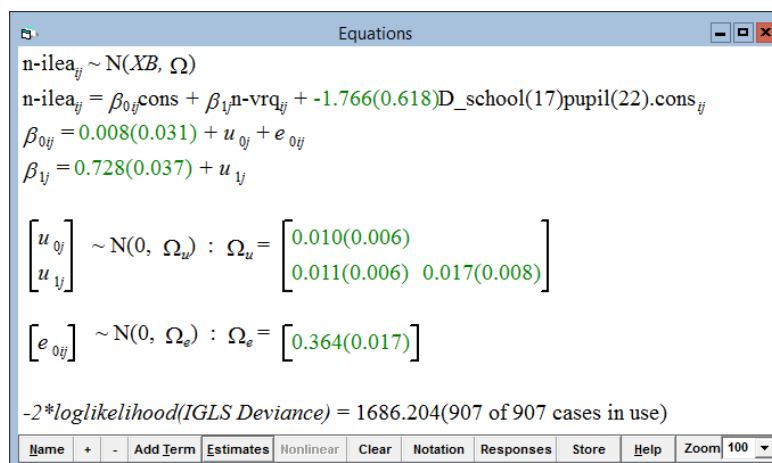 Equations
n-ilea_ij ~ N(XB, Ω)
n-ilea_ij = β_0ij cons + β_1j n-vrq_ij + -1.766(0.618)D_school(17)pupil(22).cons_ij
β_0ij = 0.008(0.031) + u_0j + e_0ij
β_1j = 0.728(0.037) + u_1j
[u_0j] ~ N(0, Ω_u) : Ω_u = [0.010(0.006)]
[u_1j] [0.011(0.006) 0.017(0.008)]
[e_0ij] ~ N(0, Ω_e) : Ω_e = [0.364(0.017)]
-2*loglikelihood(IGLS Deviance) = 1686.204(907 of 907 cases in use)
Name + - Add Term Estimates Nonlinear Clear Notation Responses Store Help Zoom 100